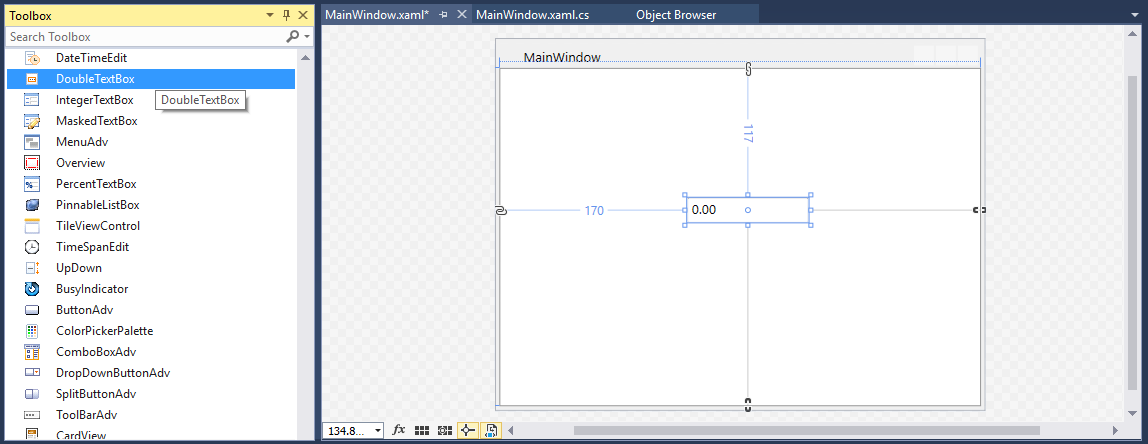 Toolbox
Search Toolbox
DateTimeEdit
DoubleTextBox
IntegerTextBox
DoubleTextBox
MaskedTextBox
MenuAdv
Overview
PercentTextBox
PinnableListBox
TileViewControl
TimeSpanEdit
UpDown
BusyIndicator
ButtonAdv
ColorPickerPalette
ComboBoxAdv
DropDownButtonAdv
SplitButtonAdv
ToolBarAdv
CardView
MainWindow.xaml*
MainWindow.xaml.cs
Object Browser
MainWindow
117
170
0.00
134.8...
fx